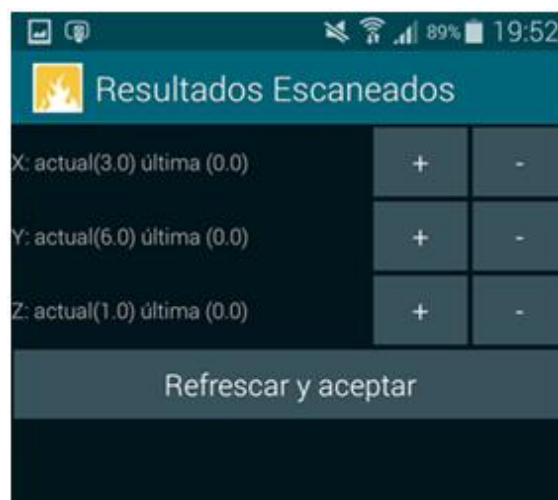 89% 19:52
Resultados Escaneados
X: actual(3.0) última (0.0) + -
Y: actual(6.0) última (0.0) + -
Z: actual(1.0) última (0.0) + -
Refrescar y aceptar